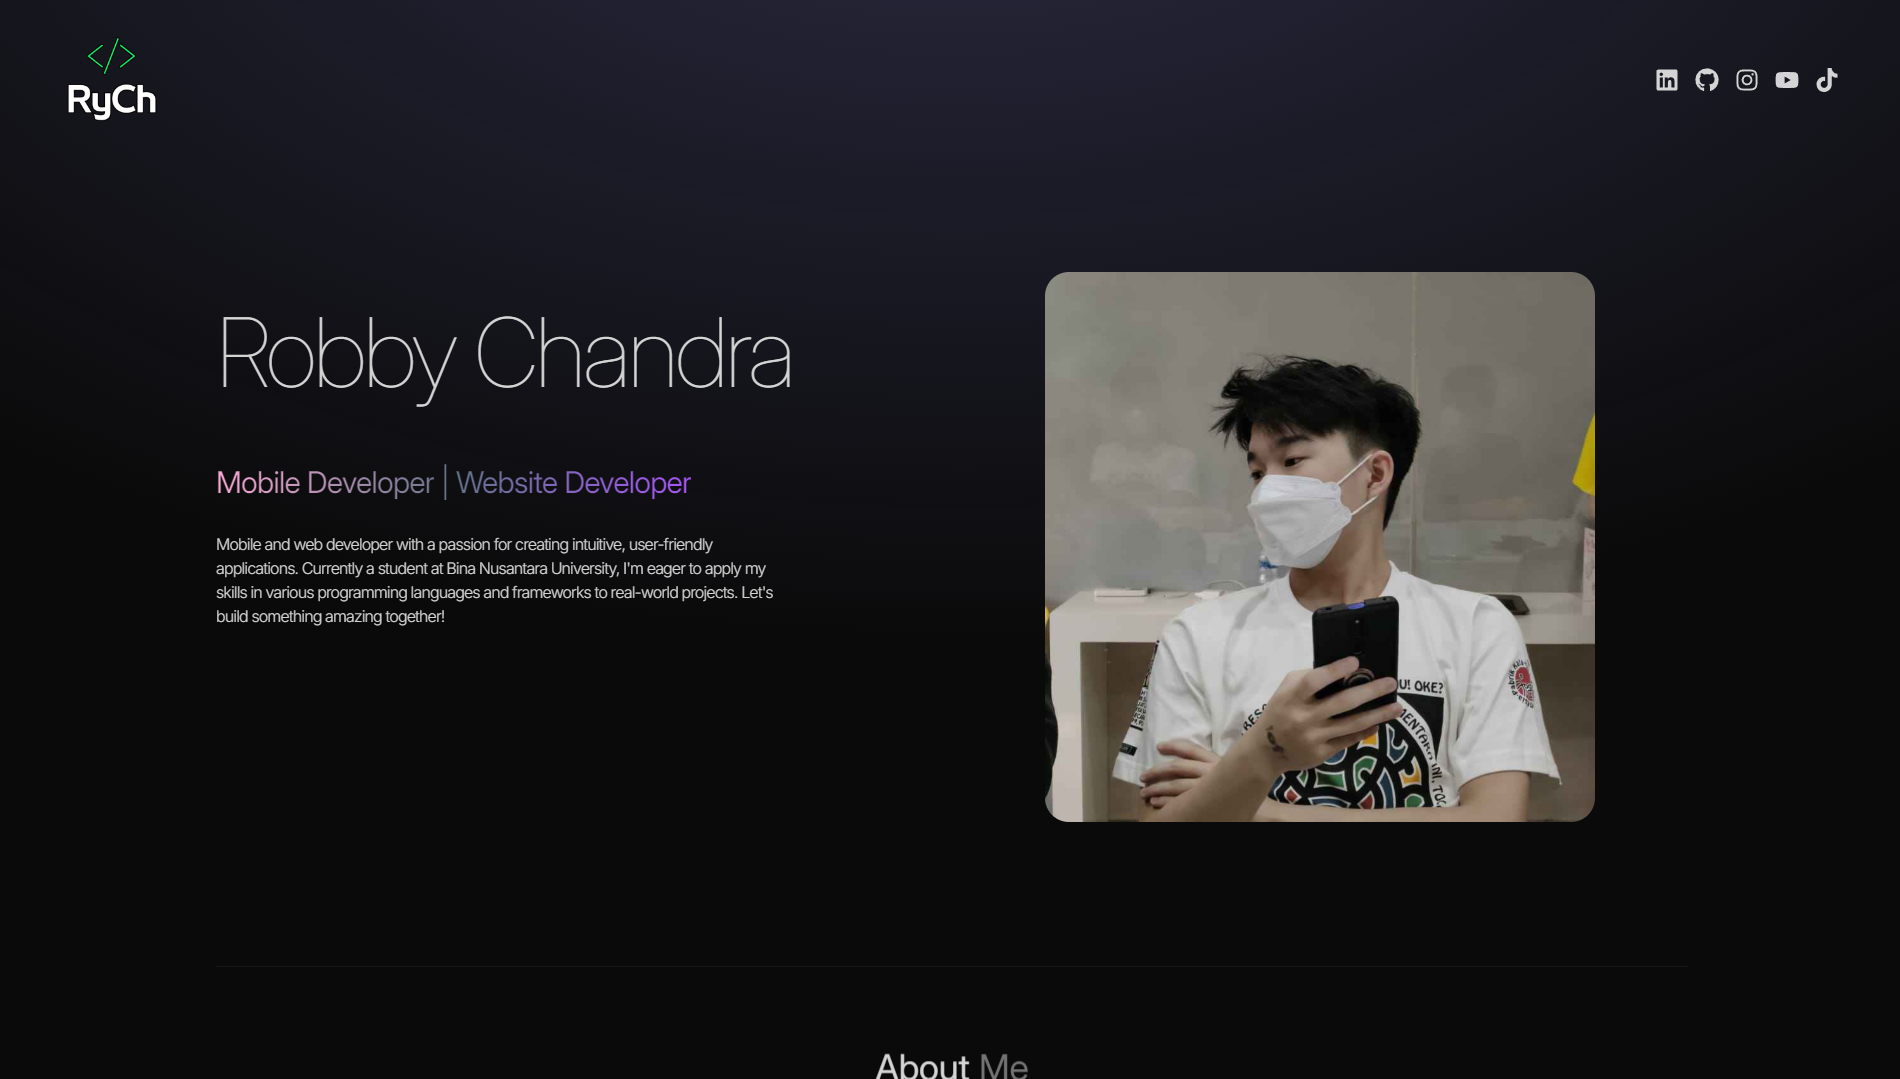 RyCh
Robby Chandra
Mobile Developer | Website Developer
Mobile and web developer with a passion for creating intuitive, user-friendly
applications. Currently a student at Bina Nusantara University, I'm eager to apply my
skills in various programming languages and frameworks to real-world projects. Let's
build something amazing together!
U! OKE?
About Me